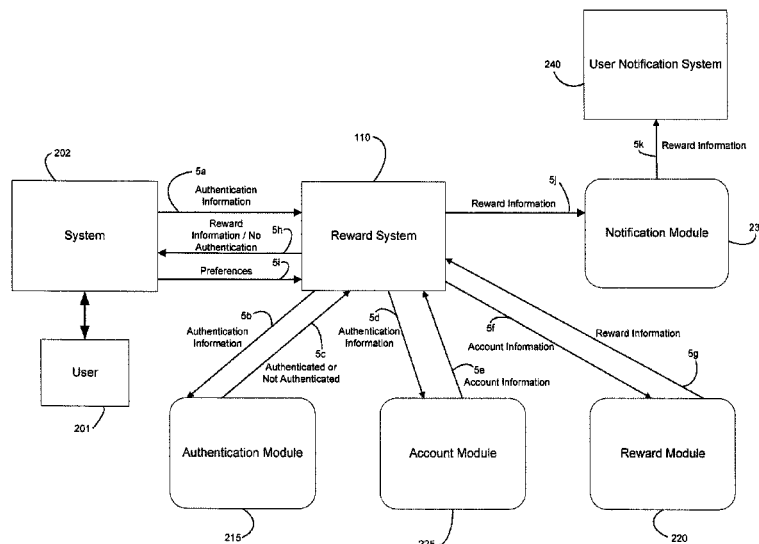 240
User Notification System
5k
Reward Information
202
110
5a
Authentication
Information
5j
Reward Information
System
Reward
Information / No
Authentication
5h
Reward System
Notification Module
23
Preferences
5i
5b
Authentication
Information
5c
Authenticated or
Not Authenticated
5d
Authentication
Information
5e
Account Information
5f
Account Information
Reward Information
5g
User
201
Authentication Module
Account Module
Reward Module
215
225
220